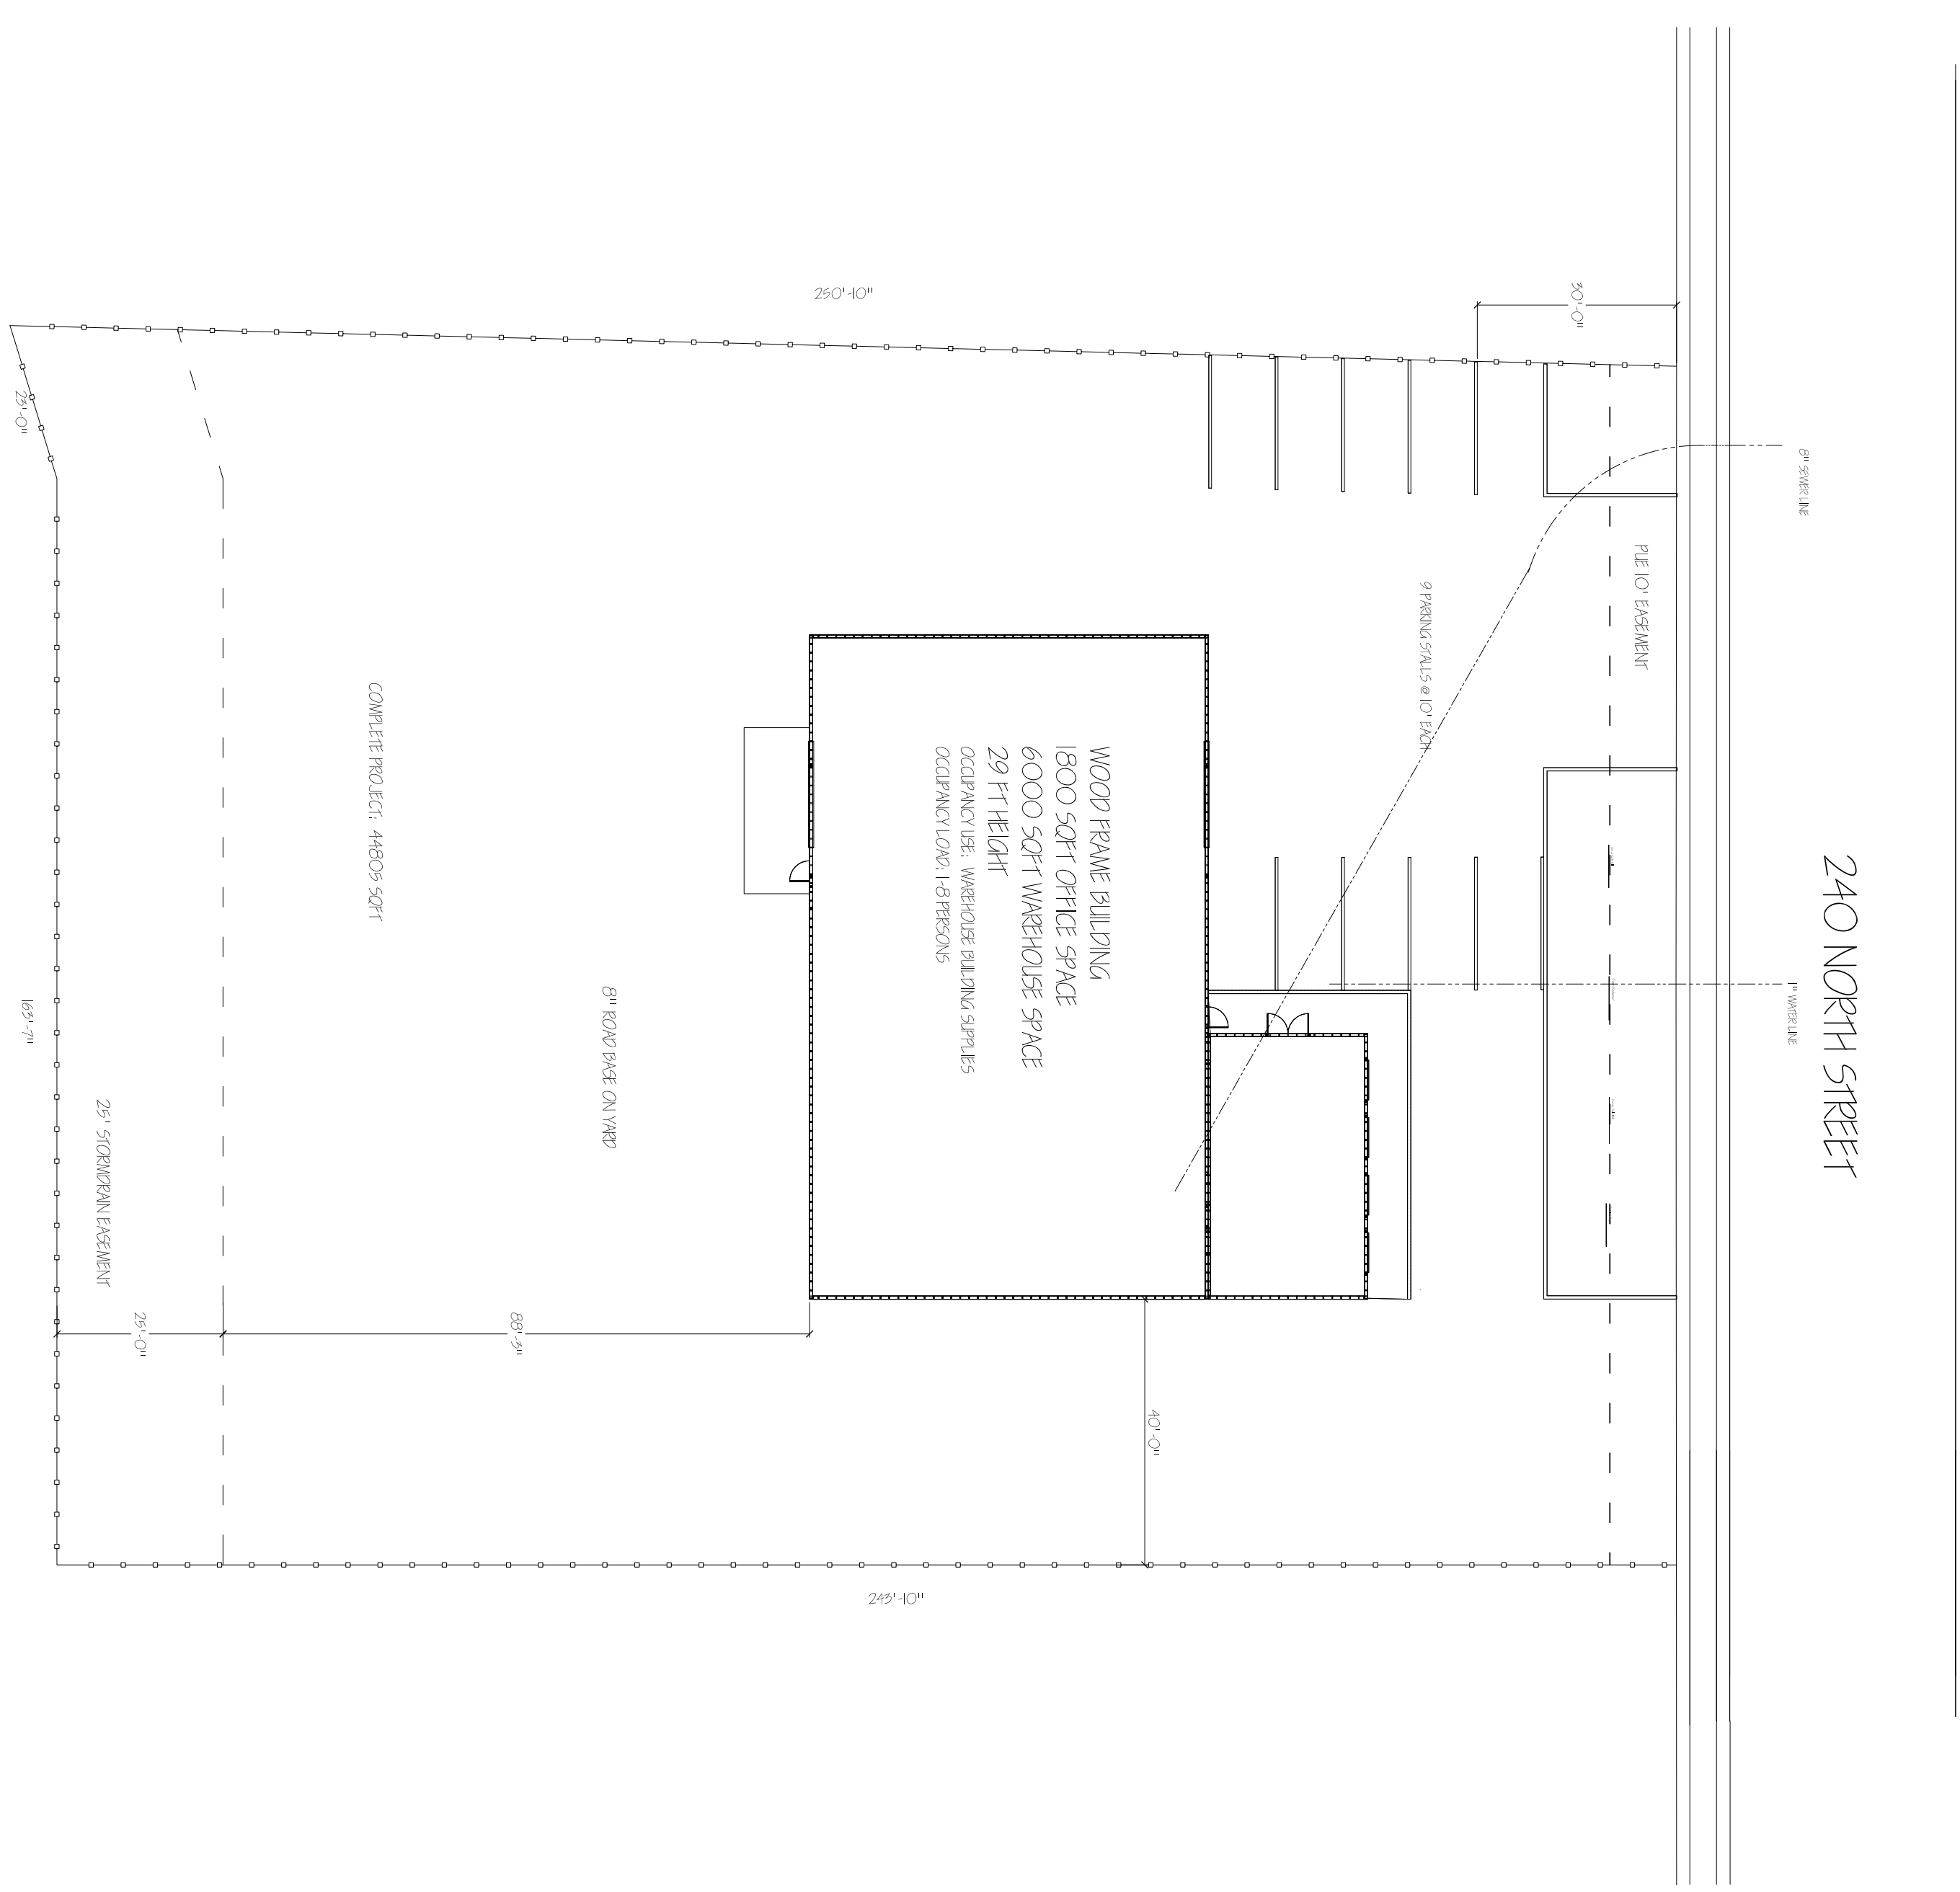 240 NORTH STREET
8" SEWER LINE
1" WATER LINE
PUE 10' EASEMENT
30'-0"
9 PARKING STALLS @ 10' EACH
250'-10"
WOOD FRAME BUILDING
1800 SQFT OFFICE SPACE
6000 SQFT WAREHOUSE SPACE
29 FT HEIGHT
OCCUPANCY USE: WAREHOUSE BUILDING SUPPLIES
OCCUPANCY LOAD: 1-8 PERSONS
40'-0"
243'-10"
8" ROAD BASE ON YARD
88'-3"
COMPLETE PROJECT: 44805 SQFT
25'-0"
25' STORMDRAIN EASEMENT
23'-0"
163'-7"